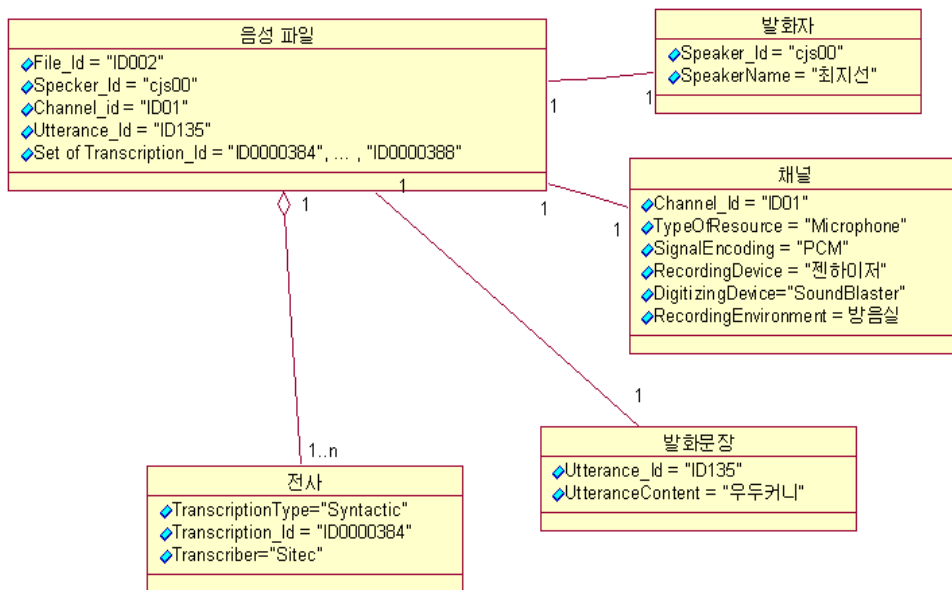 음성 파일
File_Id = "ID002"
Specker_Id = "cjs00"
Channel_id = "ID01"
Utterance_Id = "ID135"
Set of Transcription_Id = "ID0000384", ... , "ID0000388"
발화자
Speaker_Id = "cjs00"
SpeakerName = "최지선"
1
1
채널
Channel_Id = "ID01"
TypeOfResource = "Microphone"
SignalEncoding = "PCM"
RecordingDevice = "젠하이저"
DigitizingDevice="SoundBlaster"
RecordingEnvironment = 방음실
1
1
1
1
1
1..n
발화문장
Utterance_Id = "ID135"
UtteranceContent = "우두커니"
전사
TranscriptionType="Syntactic"
Transcription_Id = "ID0000384"
Transcriber="Sitec"